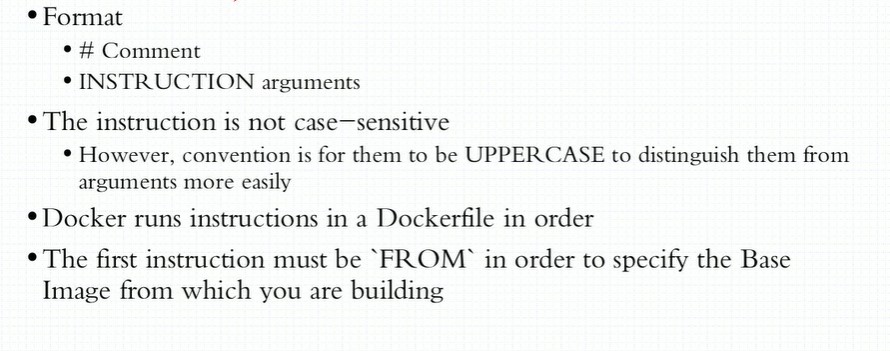 • Format
• # Comment
• INSTRUCTION arguments
• The instruction is not case-sensitive
• However, convention is for them to be UPPERCASE to distinguish them from
arguments more easily
• Docker runs instructions in a Dockerfile in order
• The first instruction must be `FROM` in order to specify the Base
Image from which you are building